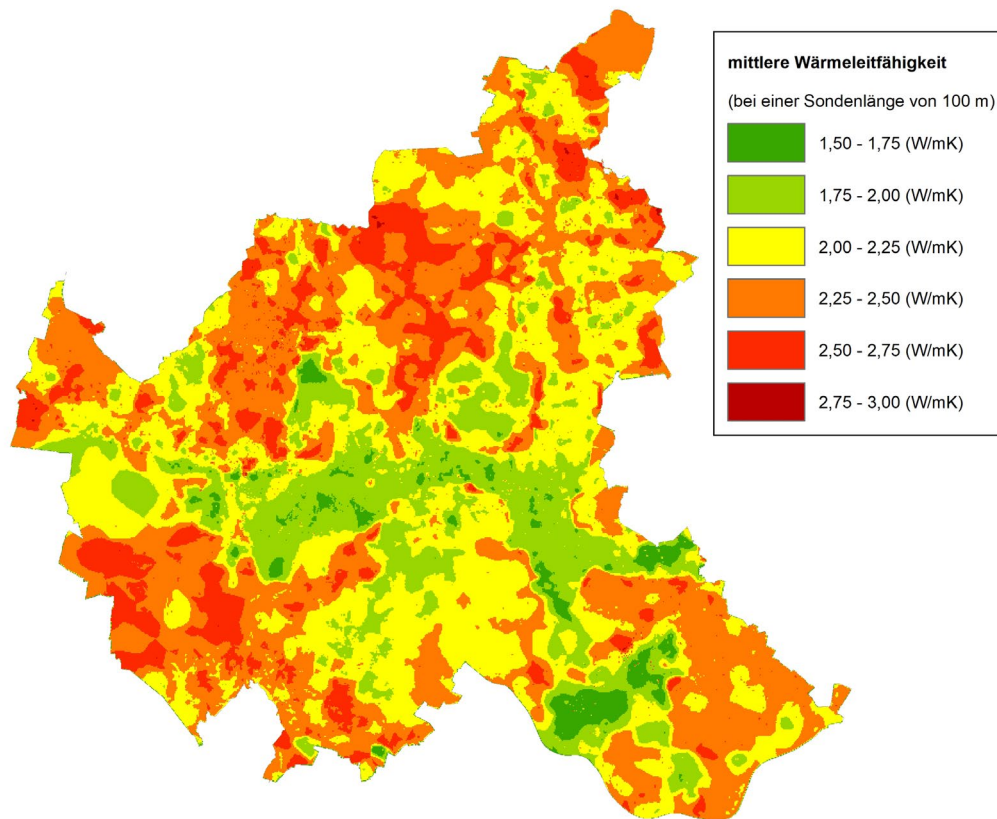 mittlere Wärmeleitfähigkeit
(bei einer Sondenlänge von 100 m)
1,50 - 1,75 (W/mK)
1,75 - 2,00 (W/mK)
2,00 - 2,25 (W/mK)
2,25 - 2,50 (W/mK)
2,50 - 2,75 (W/mK)
2,75 - 3,00 (W/mK)